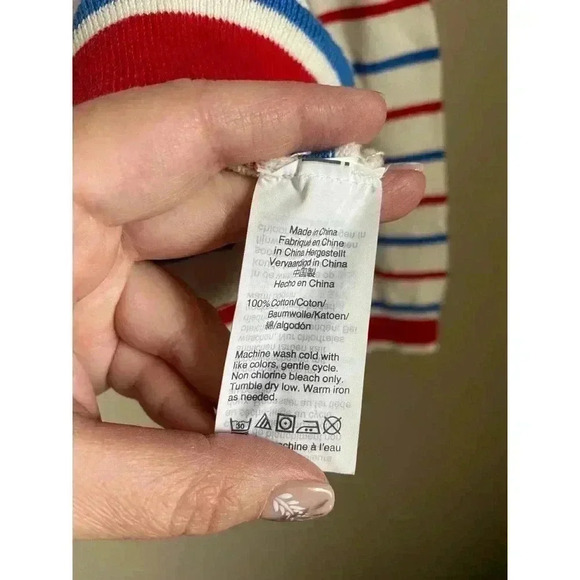 Made in China
Fabriqué en Chine
in China Hergestellt
Vervaardigd in China
中国製
Hecho en China
100% Cotton/Coton/
Baumwolle/Katoen/
綿/algodón
Machine wash cold with
like colors, gentle cycle.
Non chlorine bleach only.
Tumble dry low. Warm iron
as needed.
30
chine à l'eau